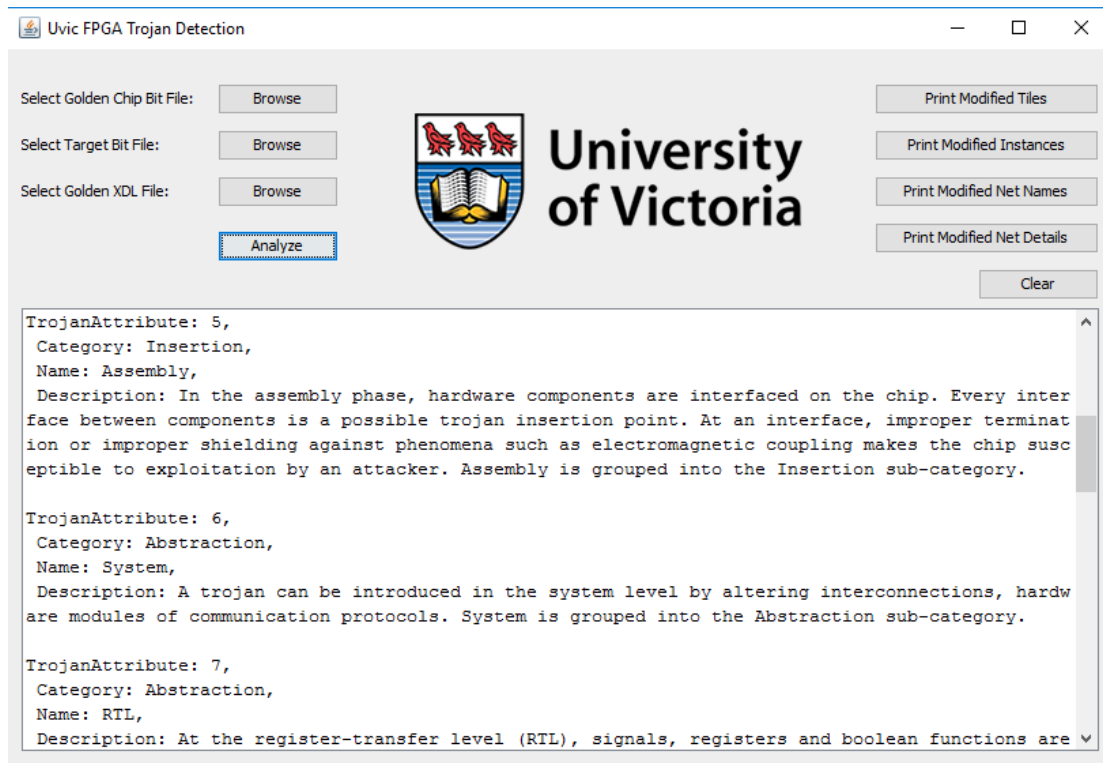 Uvic FPGA Trojan Detection
Select Golden Chip Bit File:
Browse
Print Modified Tiles
Select Target Bit File:
Browse
Print Modified Instances
Select Golden XDL File:
Browse
Print Modified Net Names
University
of Victoria
Analyze
Print Modified Net Details
Clear
TrojanAttribute: 5,
Category: Insertion,
Name: Assembly,
Description: In the assembly phase, hardware components are interfaced on the chip. Every inter
face between components is a possible trojan insertion point. At an interface, improper terminat
ion or improper shielding against phenomena such as electromagnetic coupling makes the chip susc
eptible to exploitation by an attacker. Assembly is grouped into the Insertion sub-category.
TrojanAttribute: 6,
Category: Abstraction,
Name: System,
Description: A trojan can be introduced in the system level by altering interconnections, hardw
are modules of communication protocols. System is grouped into the Abstraction sub-category.
TrojanAttribute: 7,
Category: Abstraction,
Name: RTL,
Description: At the register-transfer level (RTL), signals, registers and boolean functions are